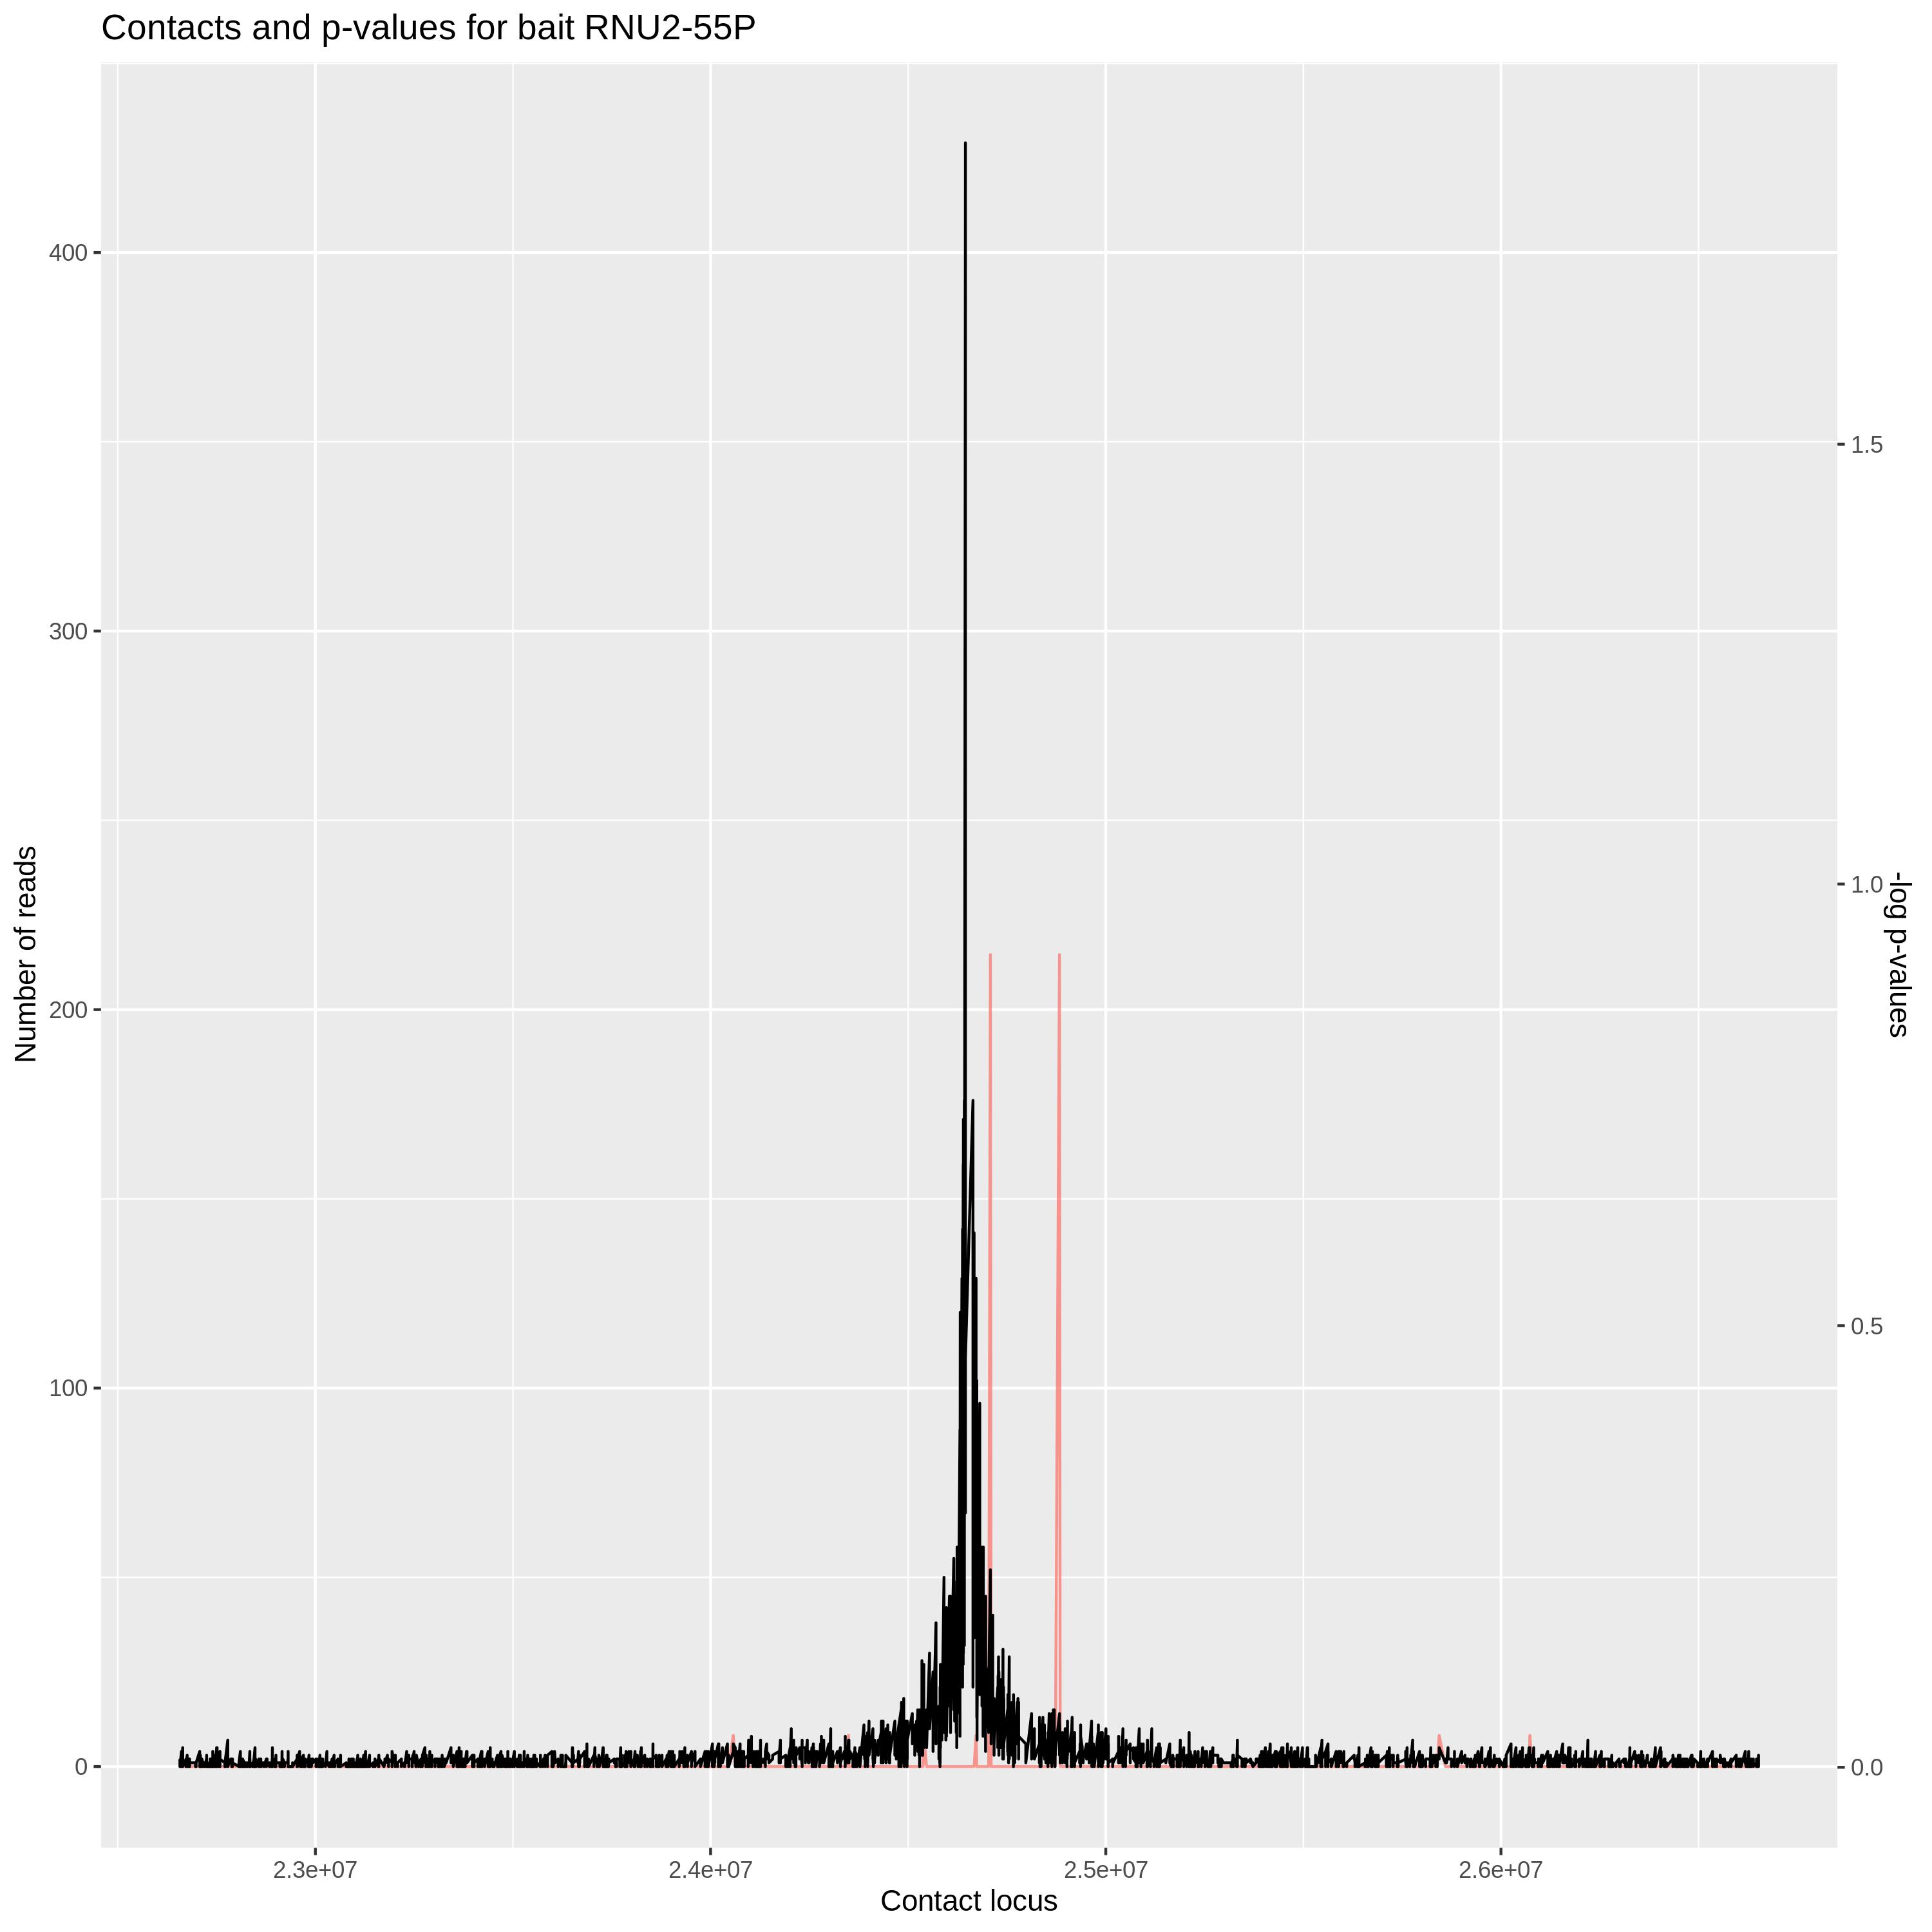 Contacts and p-values for bait RNU2-55P
400
300
200
100
0
1.5
1.0
0.5
0.0
Number of reads
-log p-values
2.3e+07
2.4e+07
2.5e+07
2.6e+07
Contact locus